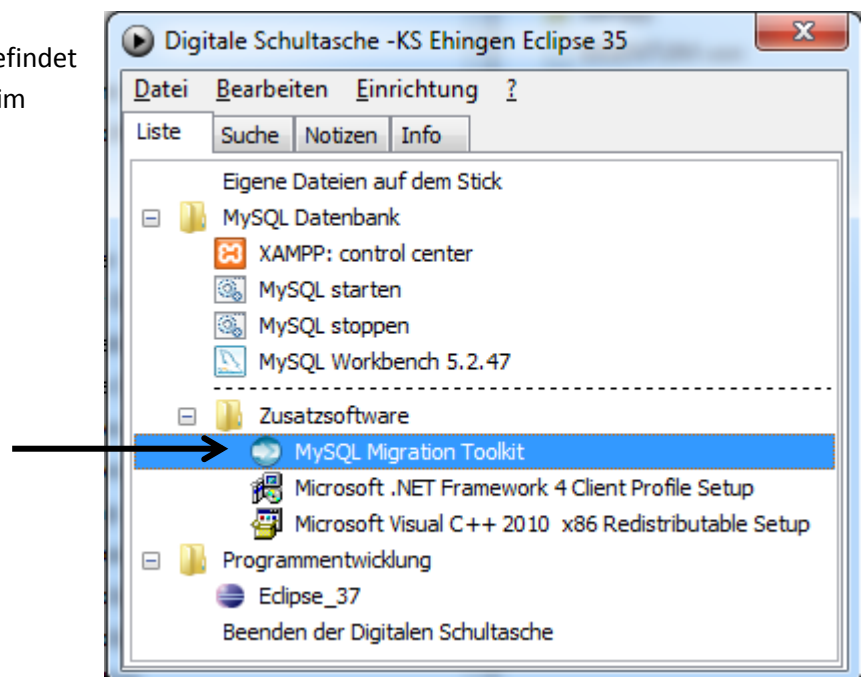 efindet
im
Digitale Schultasche -KS Ehingen Eclipse 35
Datei Bearbeiten Einrichtung ?
Liste Suche Notizen Info
Eigene Dateien auf dem Stick
MySQL Datenbank
XAMPP: control center
MySQL starten
MySQL stoppen
MySQL Workbench 5.2.47
Zusatzsoftware
MySQL Migration Toolkit
Microsoft .NET Framework 4 Client Profile Setup
Microsoft Visual C++ 2010 x86 Redistributable Setup
Programmentwicklung
Eclipse_37
Beenden der Digitalen Schultasche